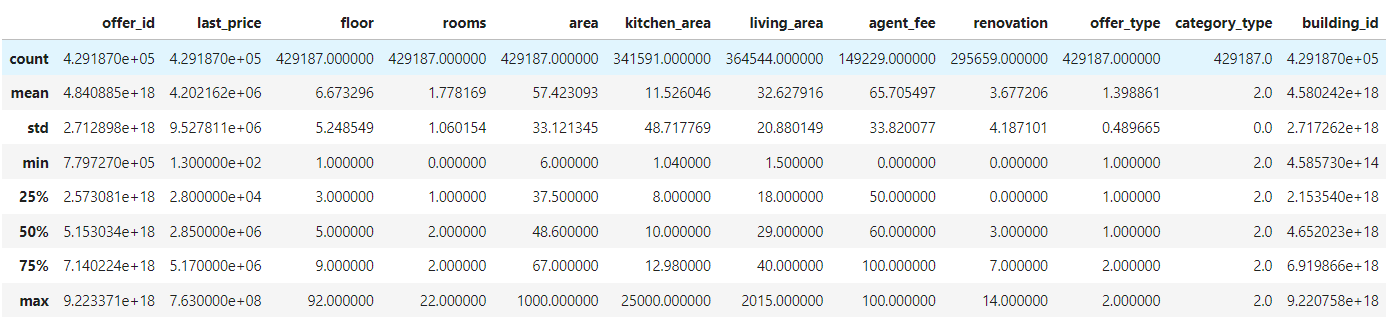 offer_id last_price floor rooms area kitchen_area living_area agent_fee renovation offer_type category_type building_id
count 4.291870e+05 4.291870e+05 429187.000000 429187.000000 429187.000000 341591.000000 364544.000000 149229.000000 295659.000000 429187.000000 429187.0 4.291870e+05
mean 4.840885e+18 4.202162e+06 6.673296 1.778169 57.423093 11.526046 32.627916 65.705497 3.677206 1.398861 2.0 4.580242e+18
std 2.712898e+18 9.527811e+06 5.248549 1.060154 33.121345 48.717769 20.880149 33.820077 4.187101 0.489665 0.0 2.717262e+18
min 7.797270e+05 1.300000e+02 1.000000 0.000000 6.000000 1.040000 1.500000 0.000000 0.000000 1.000000 2.0 4.585730e+14
25% 2.573081e+18 2.800000e+04 3.000000 1.000000 37.500000 8.000000 18.000000 50.000000 0.000000 1.000000 2.0 2.153540e+18
50% 5.153034e+18 2.850000e+06 5.000000 2.000000 48.600000 10.000000 29.000000 60.000000 3.000000 1.000000 2.0 4.652023e+18
75% 7.140224e+18 5.170000e+06 9.000000 2.000000 67.000000 12.980000 40.000000 100.000000 7.000000 2.000000 2.0 6.919866e+18
max 9.223371e+18 7.630000e+08 92.000000 22.000000 1000.000000 25000.000000 2015.000000 100.000000 14.000000 2.000000 2.0 9.220758e+18